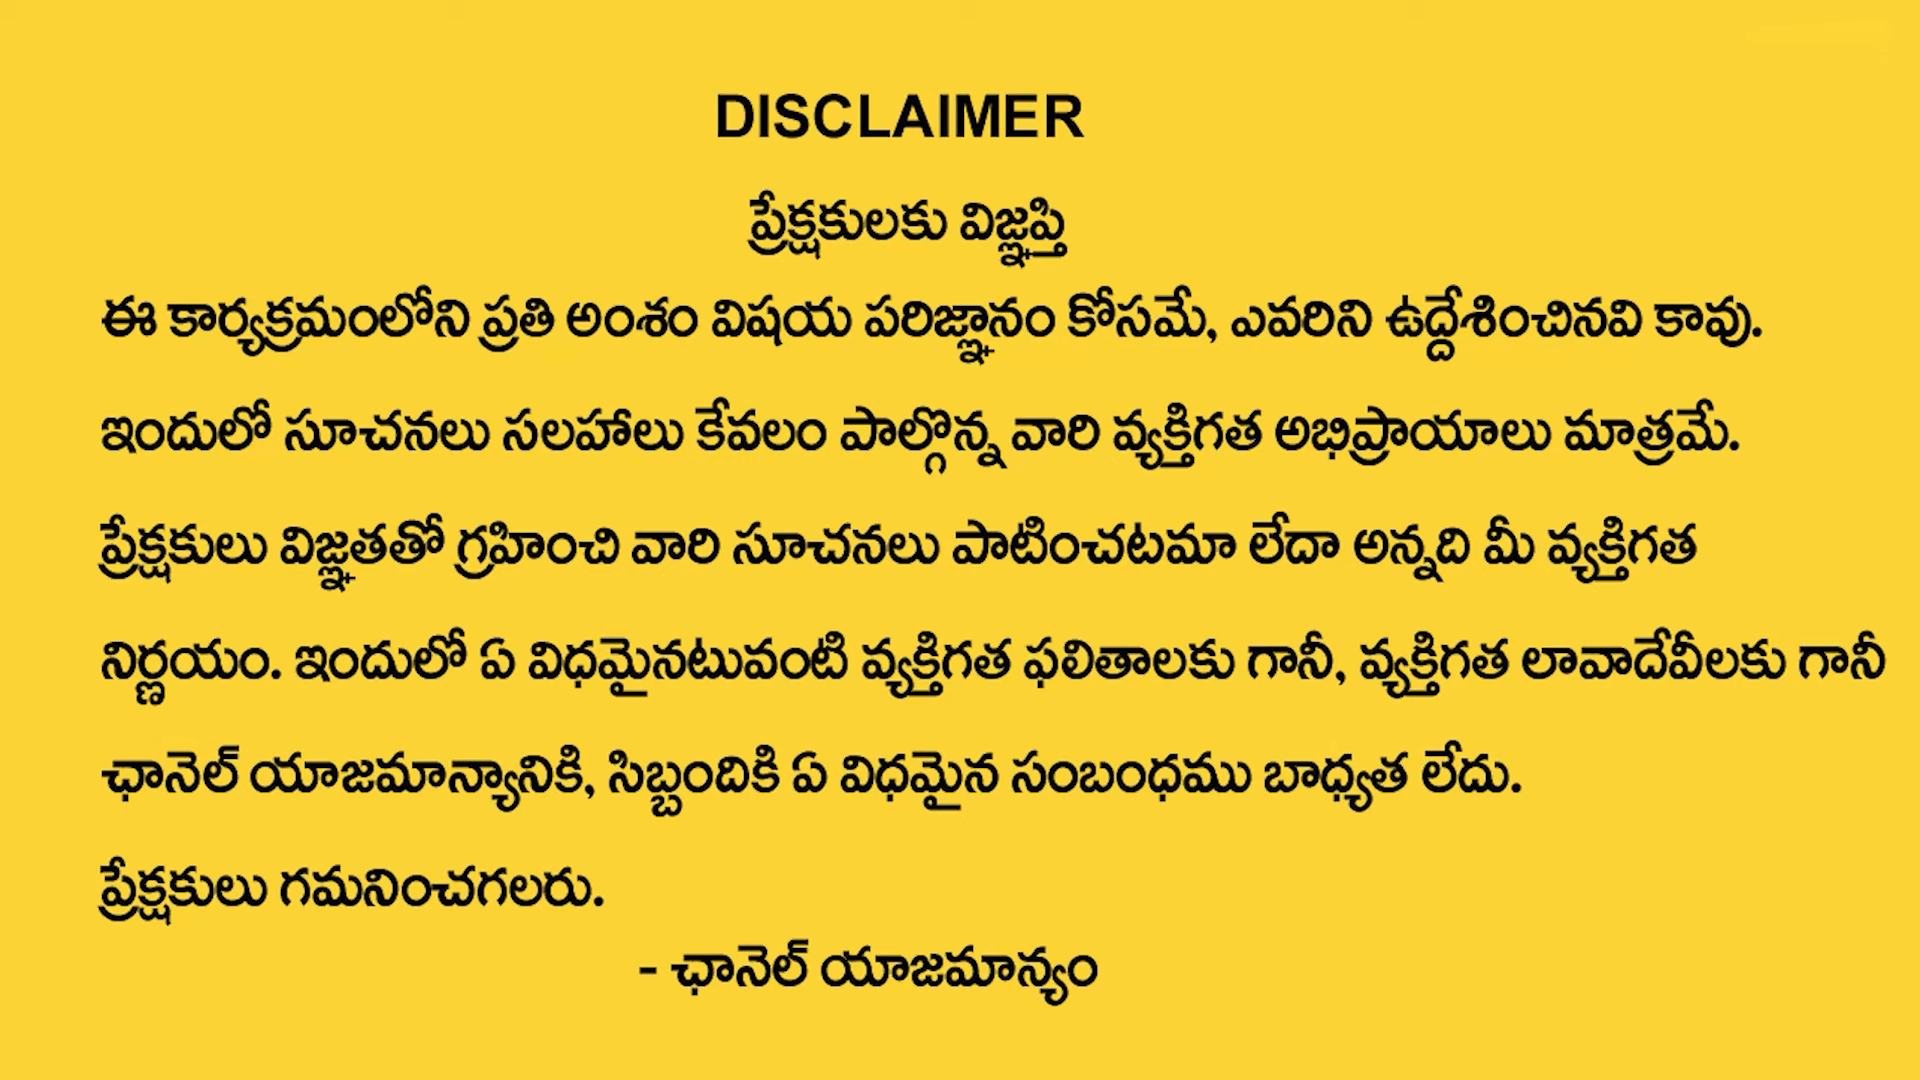 DISCLAIMER
ప్రేక్షకులకు విజ్ఞప్తి
ఈ కార్యక్రమంలోని ప్రతి అంశం విషయ పరిజ్ఞానం కోసమే, ఎవరిని ఉద్దేశించినవి కావు.
ఇందులో సూచనలు సలహాలు కేవలం పాల్గొన్న వారి వ్యక్తిగత అభిప్రాయాలు మాత్రమే.
ప్రేక్షకులు విజ్ఞతతో గ్రహించి వారి సూచనలు పాటించటమా లేదా అన్నది మీ వ్యక్తిగత
నిర్ణయం. ఇందులో ఏ విధమైనటువంటి వ్యక్తిగత ఫలితాలకు గానీ, వ్యక్తిగత లావాదేవీలకు గానీ
ఛానెల్ యాజమాన్యానికి, సిబ్బందికి ఏ విధమైన సంబంధము బాధ్యత లేదు.
ప్రేక్షకులు గమనించగలరు.
- ఛానెల్ యాజమాన్యం